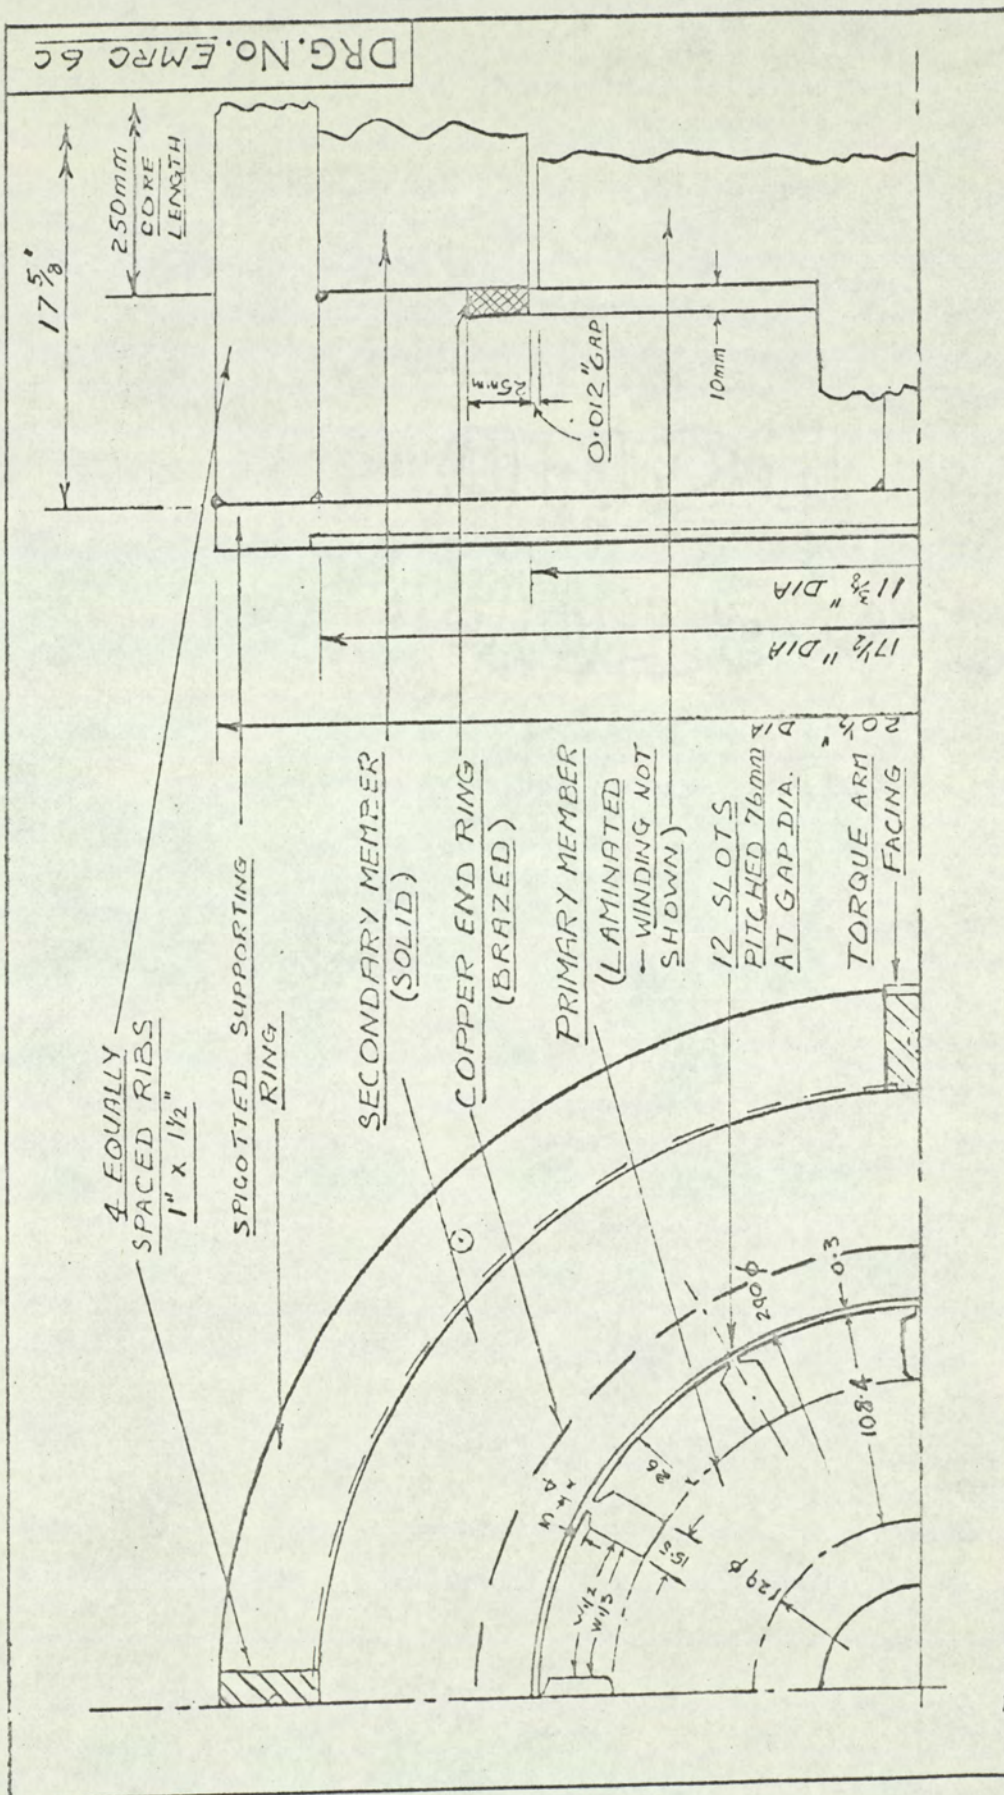 DRG.No. EMRC 6C
17 5/8"
250mm
CORE
LENGTH
25mm
0.012" GAP
10mm
11 3/8" DIA
17 1/2" DIA
20 1/2" DIA
4 EQUALLY
SPACED RIBS
1" x 1 1/2"
SPIGOTTED SUPPORTING
RING
SECONDARY MEMBER
(SOLID)
COPPER END RING
(BRAZED)
PRIMARY MEMBER
(LAMINATED
- WINDING NOT
SHOWN)
12 SLOTS
PITCHED 76mm
AT GAP DIA.
TORQUE ARM
FACING
290 φ
0.3
26
15.5
108.4
129 φ